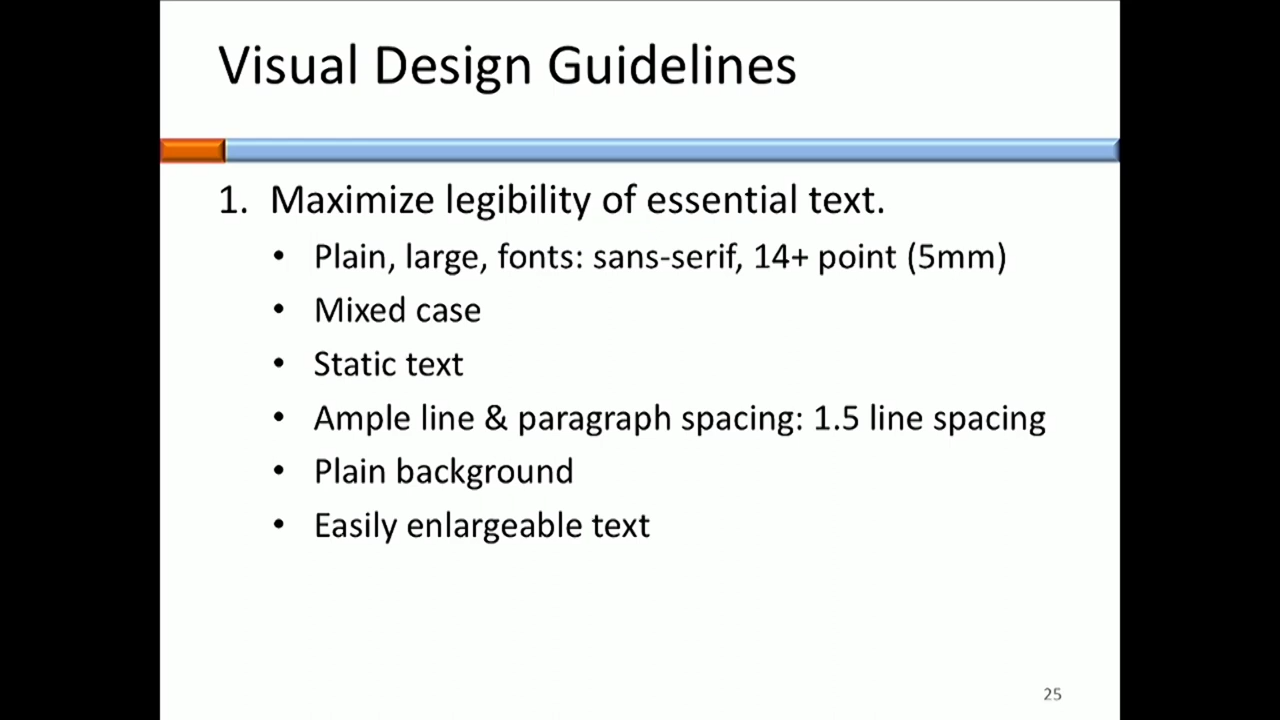 Visual Design Guidelines
1. Maximize legibility of essential text.
• Plain, large, fonts: sans-serif, 14+ point (5mm)
• Mixed case
• Static text
• Ample line & paragraph spacing: 1.5 line spacing
• Plain background
• Easily enlargeable text
25